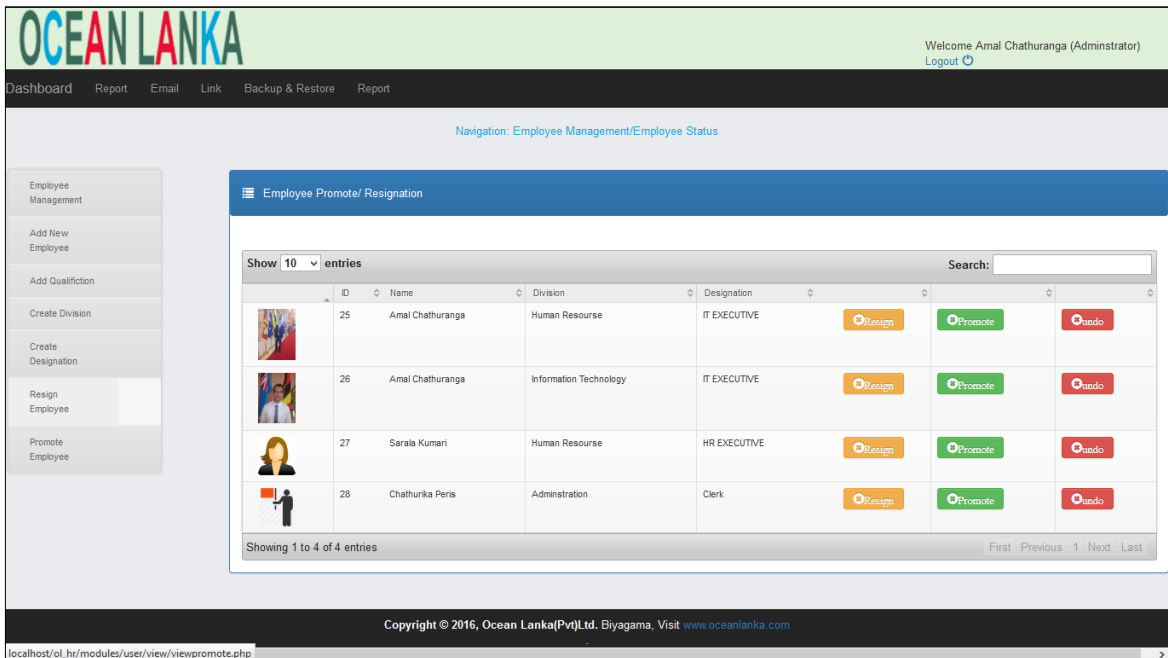 OCEAN LANKA
Welcome Amal Chathuranga (Adminstrator)
Logout
Dashboard Report Email Link Backup & Restore Report
Navigation: Employee Management/Employee Status
Employee
Management
Add New
Employee
Add Qualifiction
Create Division
Create
Designation
Resign
Employee
Promote
Employee
Employee Promote/ Resignation
Show 10 entries Search:
ID Name Division Designation
25 Amal Chathuranga Human Resourse IT EXECUTIVE Resign Promote undo
26 Amal Chathuranga Information Technology IT EXECUTIVE Resign Promote undo
27 Sarala Kumari Human Resourse HR EXECUTIVE Resign Promote undo
28 Chathurika Peris Adminstration Clerk Resign Promote undo
Showing 1 to 4 of 4 entries First Previous 1 Next Last
Copyright © 2016, Ocean Lanka(Pvt)Ltd. Biyagama, Visit www.oceanlanka.com
localhost/ol_hr/modules/user/view/viewpromote.php